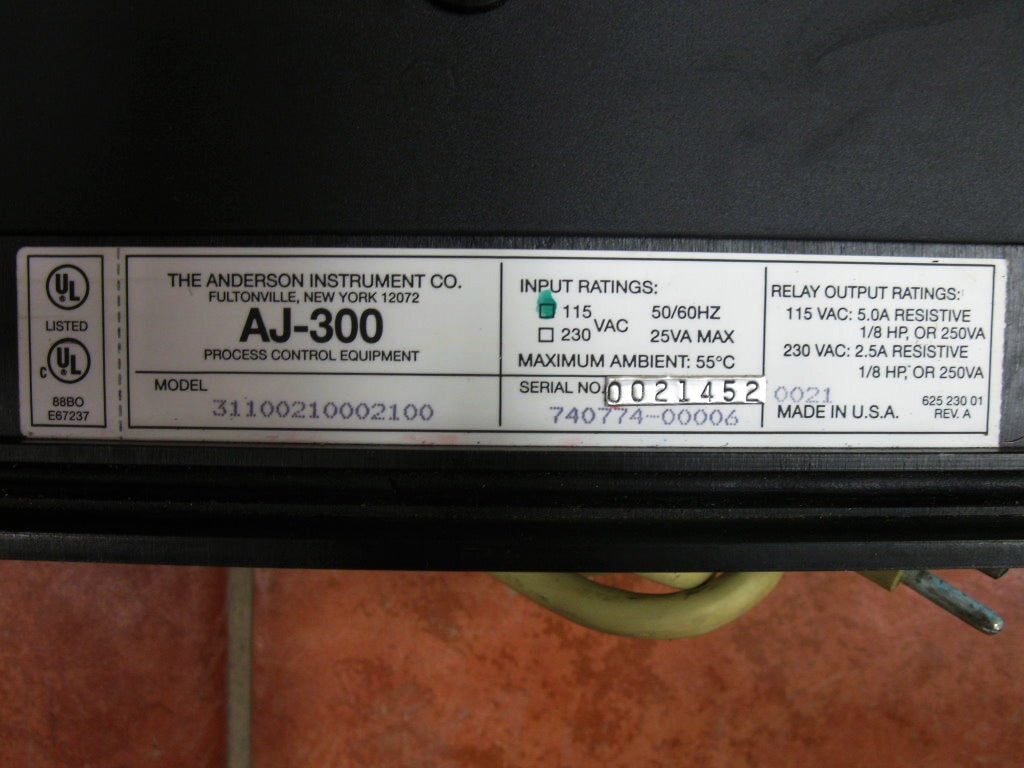 UL
LISTED
C UL
88BO
E67237
THE ANDERSON INSTRUMENT CO.
FULTONVILLE, NEW YORK 12072
AJ-300
PROCESS CONTROL EQUIPMENT
MODEL
31100210002100
INPUT RATINGS:
115 VAC 50/60HZ
230 25VA MAX
MAXIMUM AMBIENT: 55°C
SERIAL NO. 0021452 0021
740774-00006
RELAY OUTPUT RATINGS:
115 VAC: 5.0A RESISTIVE
1/8 HP, OR 250VA
230 VAC: 2.5A RESISTIVE
1/8 HP, OR 250VA
MADE IN U.S.A.
625 230 01
REV. A